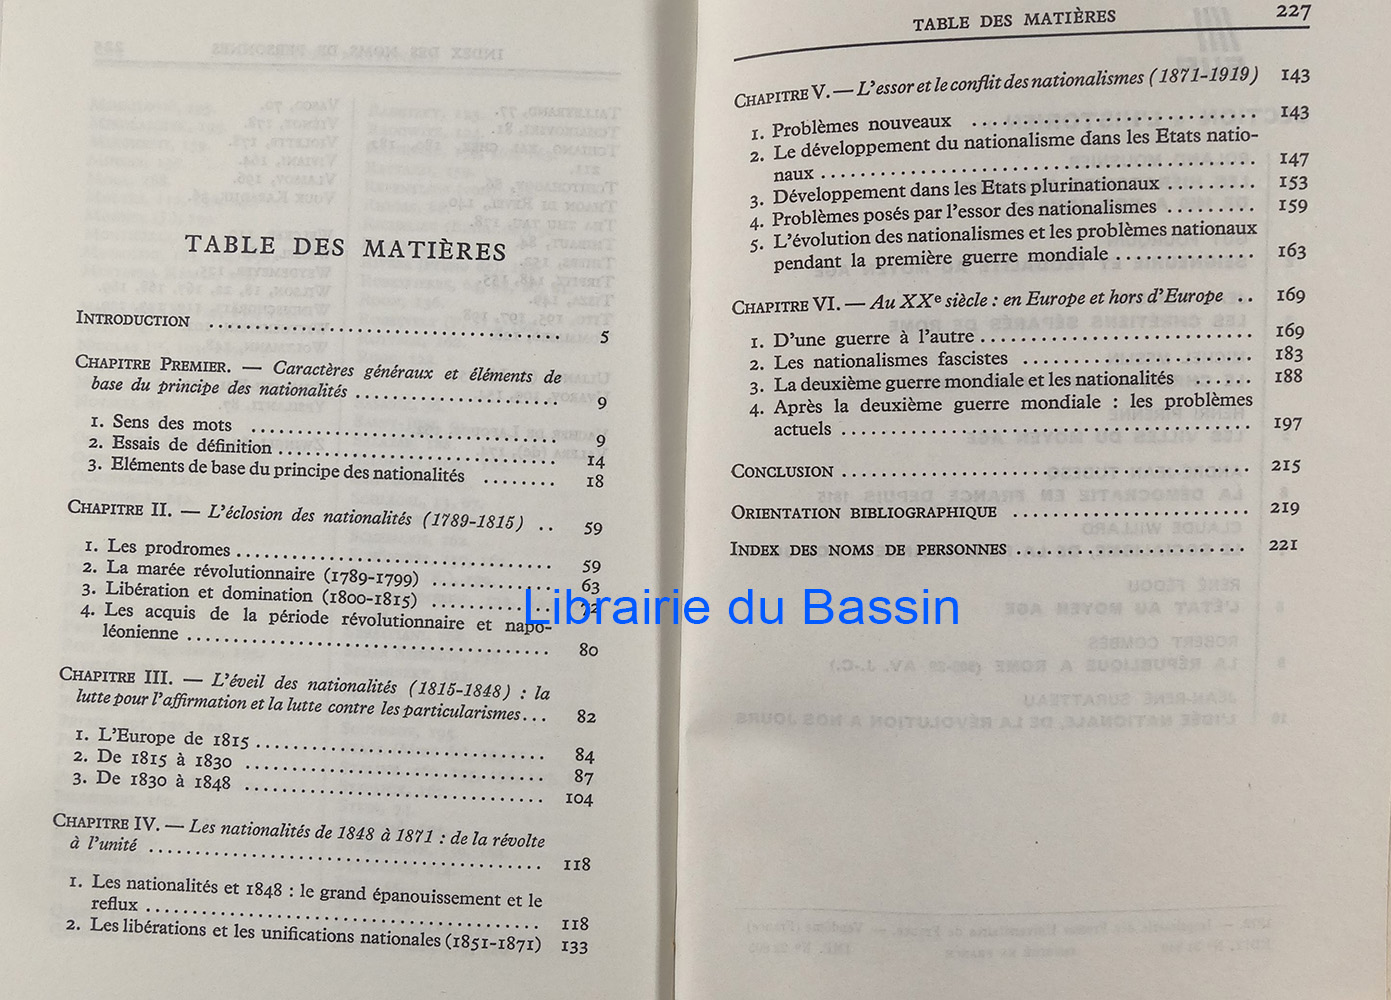 TABLE DES MATIÈRES
INTRODUCTION .................................... 5
CHAPITRE PREMIER. — Caractères généraux et éléments de
base du principe des nationalités .................... 9
1. Sens des mots .............................. 9
2. Essais de définition .......................... 14
3. Eléments de base du principe des nationalités ........ 18
CHAPITRE II. — L'éclosion des nationalités (1789-1815) .. 59
1. Les prodromes .............................. 59
2. La marée révolutionnaire (1789-1799) ............ 63
3. Libération et domination (1800-1815) ............ 72
4. Les acquis de la période révolutionnaire et napo-
léonienne .................................... 80
CHAPITRE III. — L'éveil des nationalités (1815-1848) : la
lutte pour l'affirmation et la lutte contre les particularismes... 82
1. L'Europe de 1815 ............................ 84
2. De 1815 à 1830 .............................. 87
3. De 1830 à 1848 .............................. 104
CHAPITRE IV. — Les nationalités de 1848 à 1871 : de la révolte
à l'unité .................................... 118
1. Les nationalités et 1848 : le grand épanouissement et le
reflux ...................................... 118
2. Les libérations et les unifications nationales (1851-1871) 133
TABLE DES MATIÈRES 227
CHAPITRE V. — L'essor et le conflit des nationalismes (1871-1919) 143
1. Problèmes nouveaux .......................... 143
2. Le développement du nationalisme dans les Etats natio-
naux ........................................ 147
3. Développement dans les Etats plurinationaux ......... 153
4. Problèmes posés par l'essor des nationalismes ......... 159
5. L'évolution des nationalismes et les problèmes nationaux
pendant la première guerre mondiale .............. 163
CHAPITRE VI. — Au XXe siècle : en Europe et hors d'Europe .. 169
1. D'une guerre à l'autre .......................... 169
2. Les nationalismes fascistes ...................... 183
3. La deuxième guerre mondiale et les nationalités ...... 188
4. Après la deuxième guerre mondiale : les problèmes
actuels ...................................... 197
CONCLUSION .................................... 215
ORIENTATION BIBLIOGRAPHIQUE ...................... 219
INDEX DES NOMS DE PERSONNES ...................... 221
Librairie du Bassin